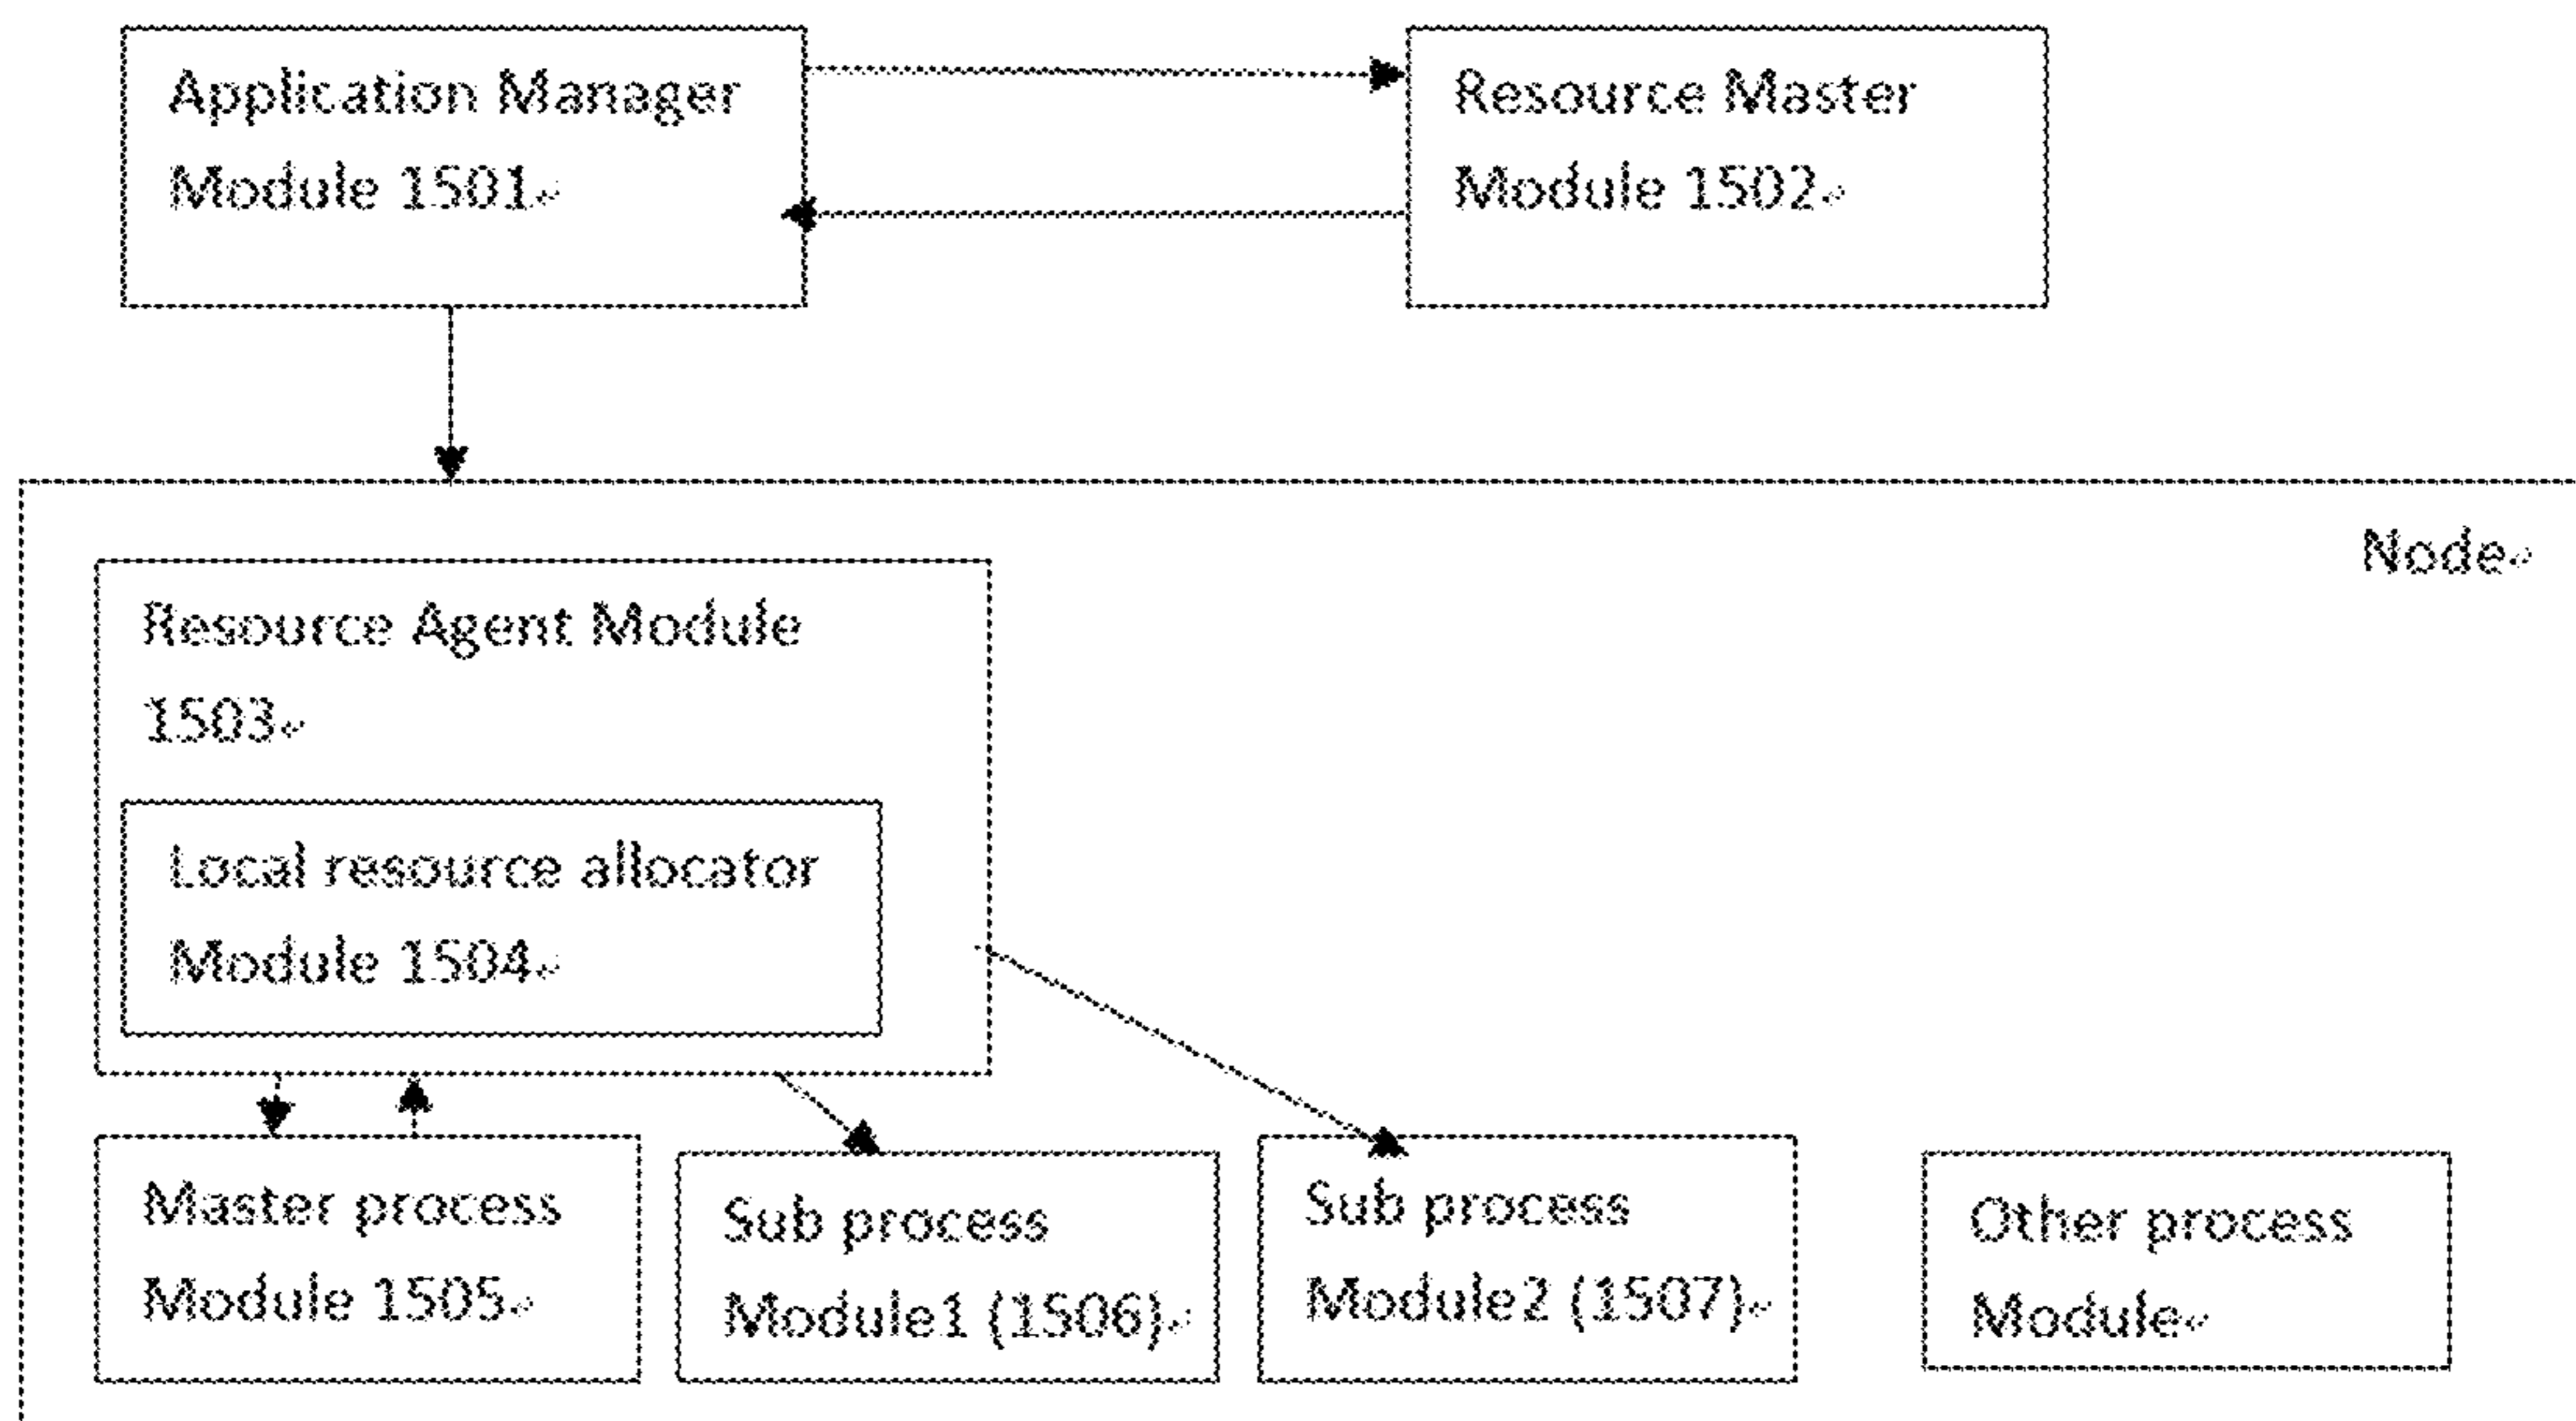 Application Manager
Module 1501
Resource Master
Module 1502
Node
Resource Agent Module
1503
Local resource allocator
Module 1504
Master process
Module 1505
Sub process
Module1 (1506)
Sub process
Module2 (1507)
Other process
Module